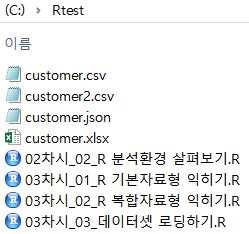 (C:) > Rtest
이름
customer.csv
customer2.csv
customer.json
customer.xlsx
02차시_02_R 분석환경 살펴보기.R
03차시_01_R 기본자료형 익히기.R
03차시_02_R 복합자료형 익히기.R
03차시_03_데이터셋 로딩하기.R